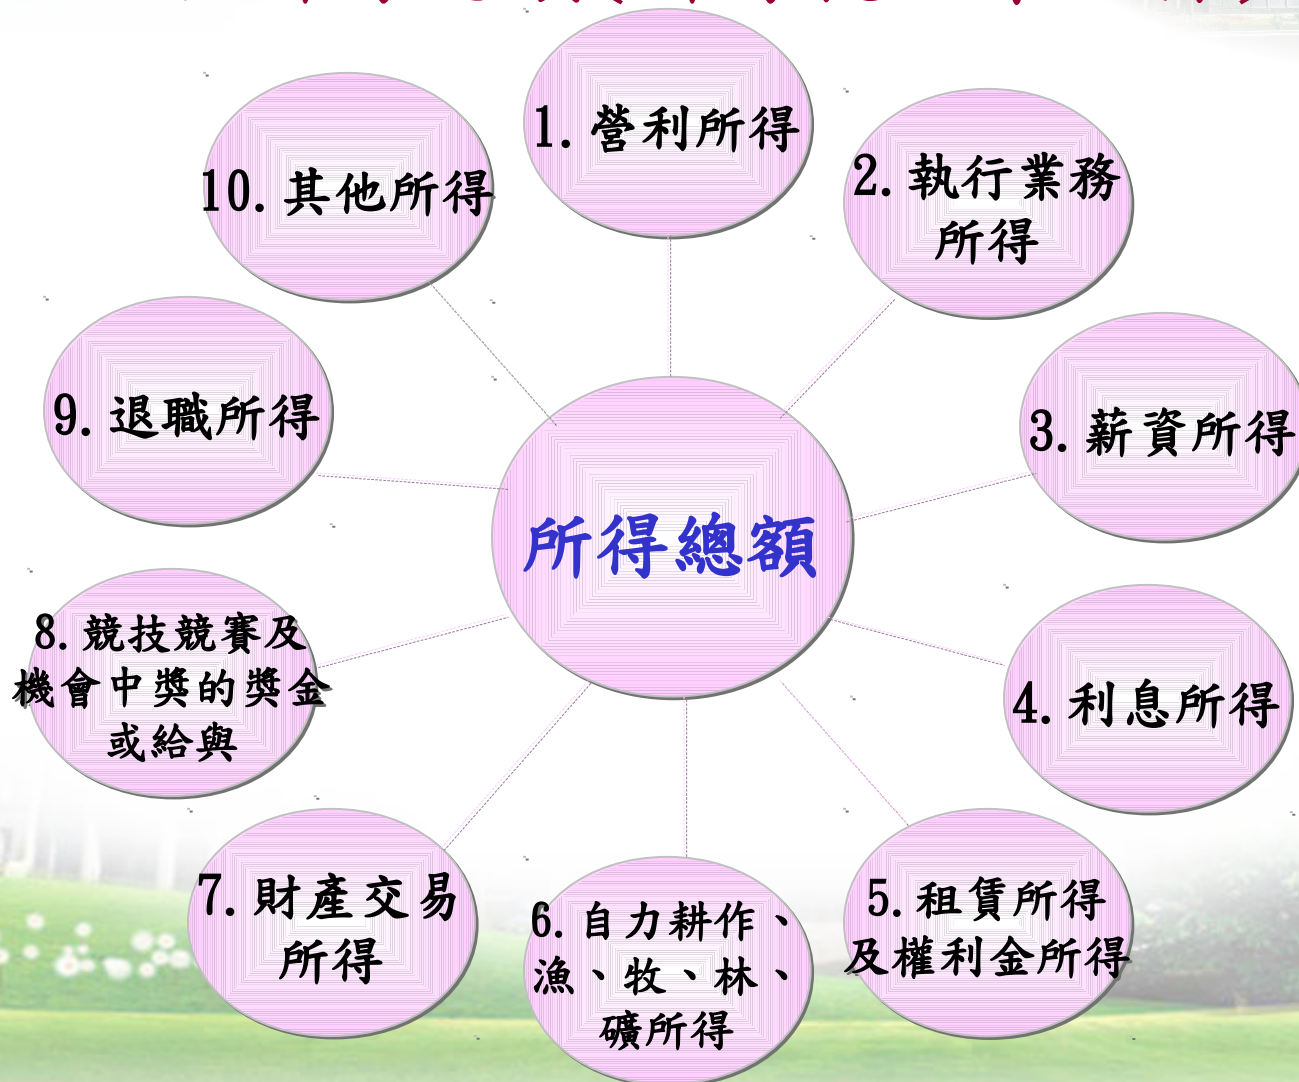 1.營利所得
2.執行業務
所得
3.薪資所得
4.利息所得
5.租賃所得
及權利金所得
6.自力耕作、
漁、牧、林、
礦所得
7.財產交易
所得
8.競技競賽及
機會中獎的獎金
或給與
9.退職所得
10.其他所得
所得總額